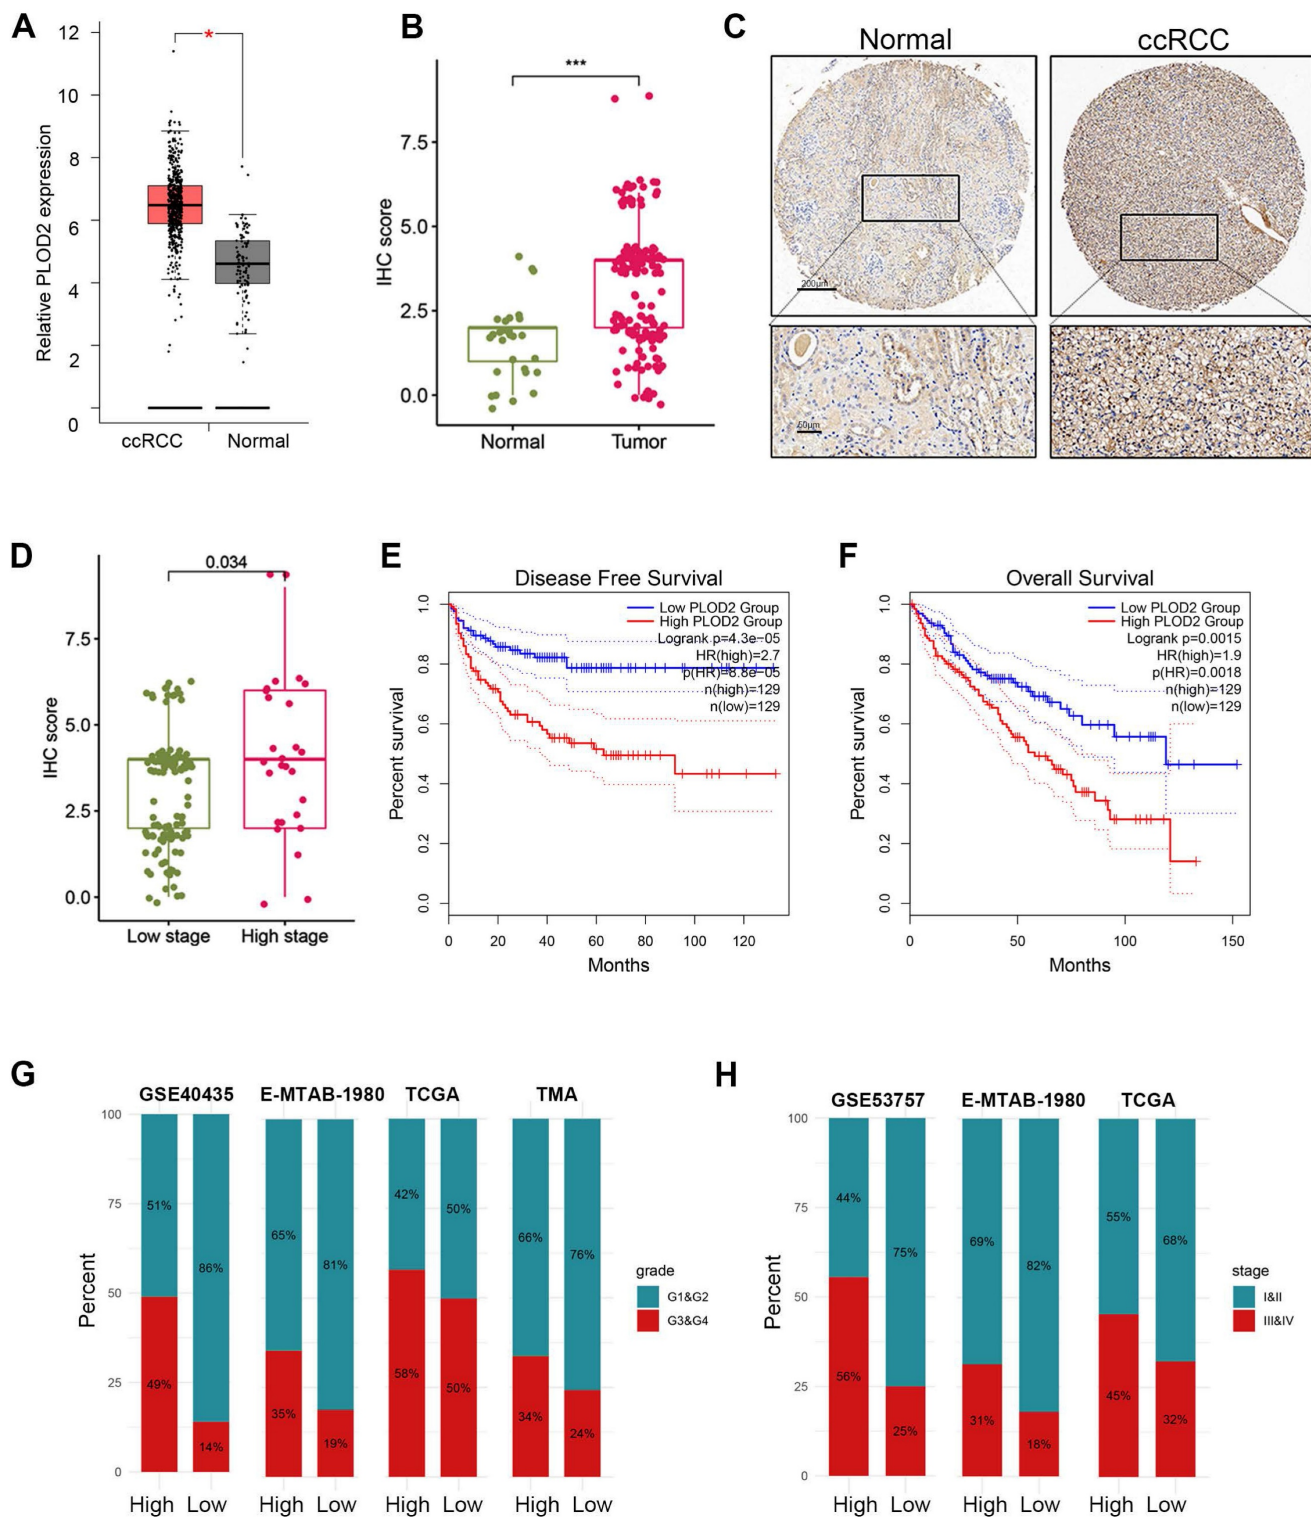 A
12
10
8
6
4
2
0
Relative PLOD2 expression
*
ccRCC
Normal
B
***
7.5
5.0
2.5
0.0
IHC score
Normal
Tumor
C
Normal
ccRCC
200µm
50µm
D
0.034
7.5
5.0
2.5
0.0
IHC score
Low stage
High stage
E
Disease Free Survival
Low PLOD2 Group
High PLOD2 Group
Logrank p=4.3e−05
HR(high)=2.7
p(HR)=8.8e−05
n(high)=129
n(low)=129
1.0
0.8
0.6
0.4
0.2
0.0
Percent survival
0 20 40 60 80 100 120
Months
F
Overall Survival
Low PLOD2 Group
High PLOD2 Group
Logrank p=0.0015
HR(high)=1.9
p(HR)=0.0018
n(high)=129
n(low)=129
1.0
0.8
0.6
0.4
0.2
0.0
Percent survival
0 50 100 150
Months
G
GSE40435 E-MTAB-1980 TCGA TMA
100
75
50
25
0
Percent
51% 86% 65% 81% 42% 50% 66% 76%
49% 14% 35% 19% 58% 50% 34% 24%
High Low High Low High Low High Low
grade
G1&G2
G3&G4
H
GSE53757 E-MTAB-1980 TCGA
100
75
50
25
0
Percent
44% 75% 69% 82% 55% 68%
56% 25% 31% 18% 45% 32%
High Low High Low High Low
stage
I&II
III&IV